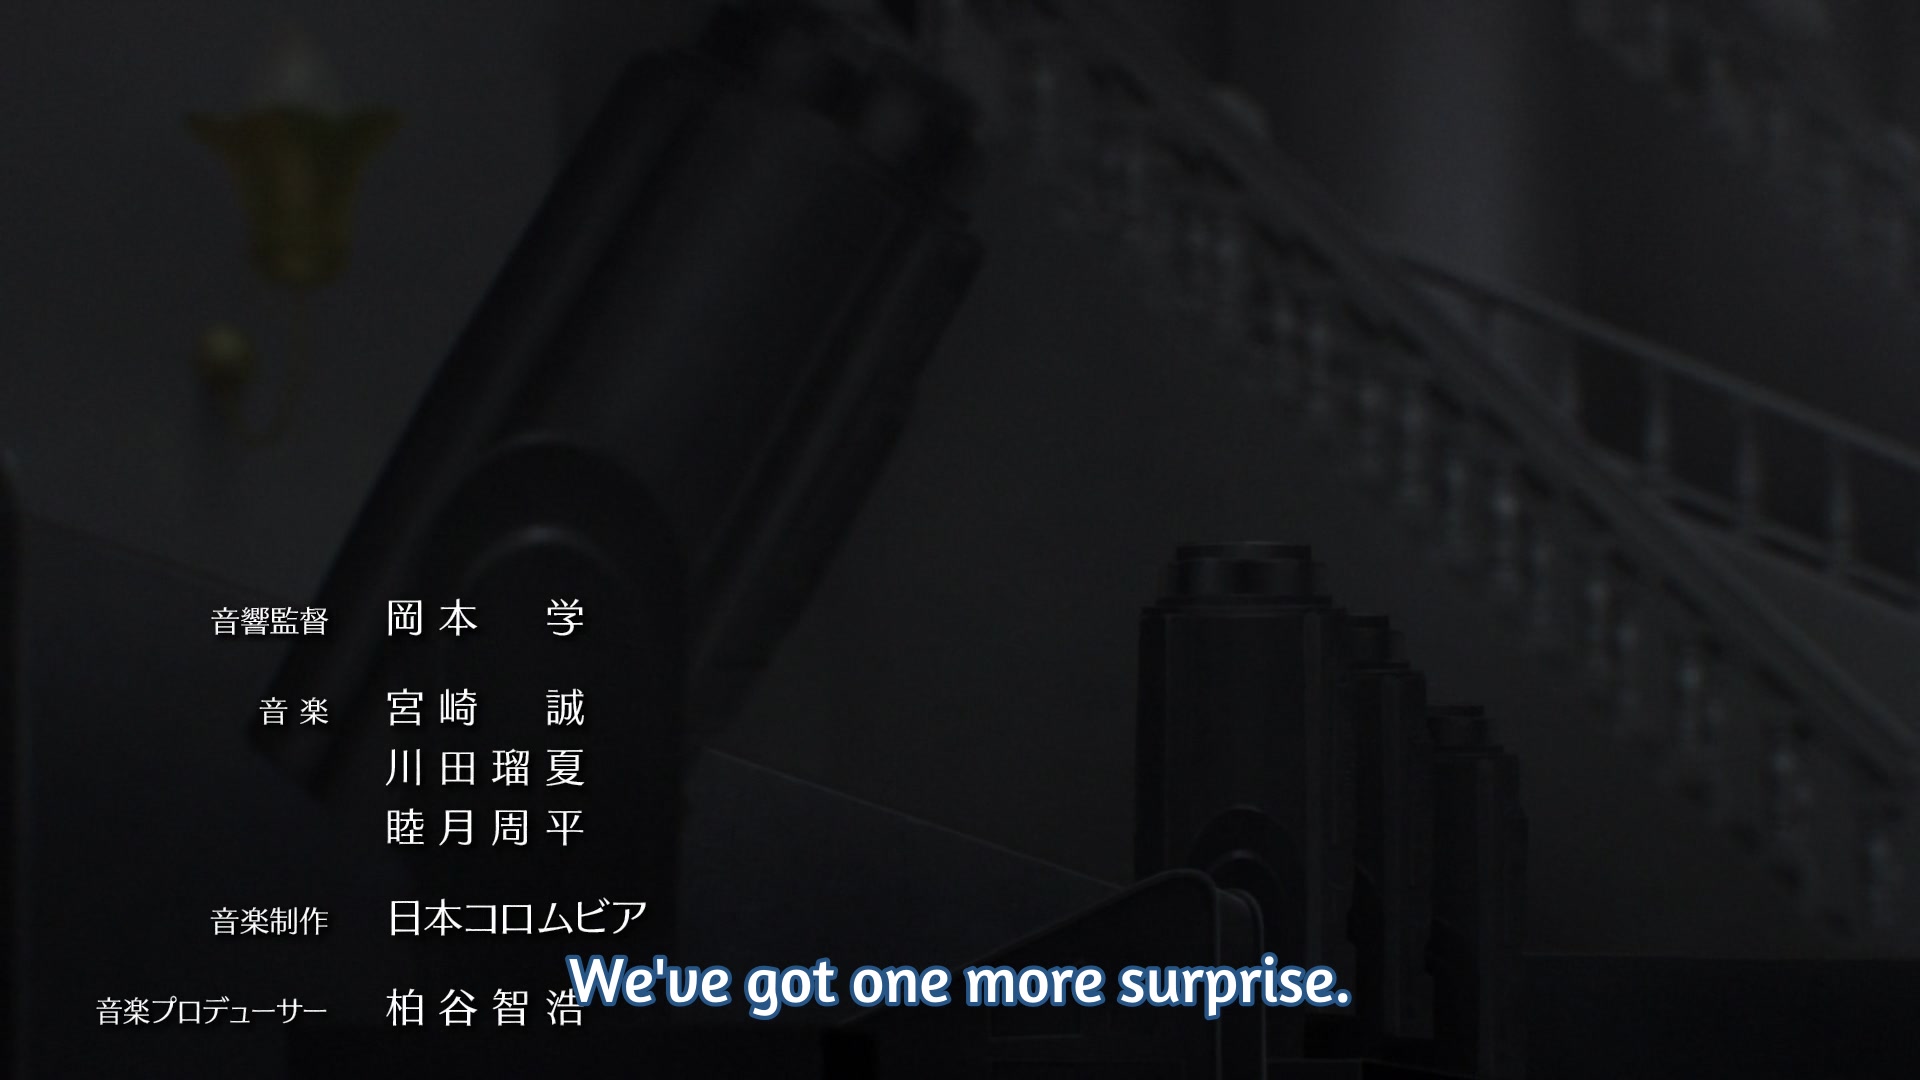 音響監督 岡本 学
音楽 宮崎 誠
川田瑠夏
睦月周平
音楽制作 日本コロムビア
音楽プロデューサー 柏谷智浩
We've got one more surprise.